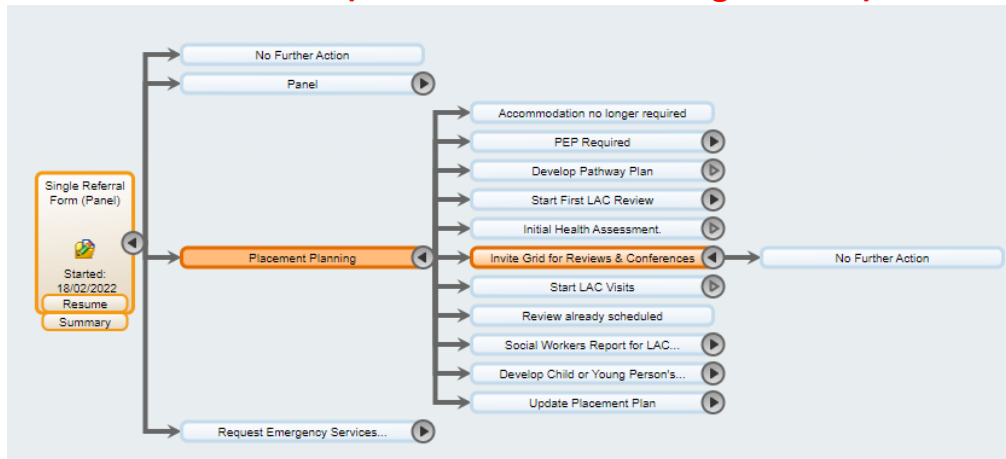 Single Referral
Form (Panel)
Started:
18/02/2022
Resume
Summary
No Further Action
Panel
Placement Planning
Request Emergency Services...
Accommodation no longer required
PEP Required
Develop Pathway Plan
Start First LAC Review
Initial Health Assessment.
Invite Grid for Reviews & Conferences
Start LAC Visits
Review already scheduled
Social Workers Report for LAC...
Develop Child or Young Person's...
Update Placement Plan
No Further Action